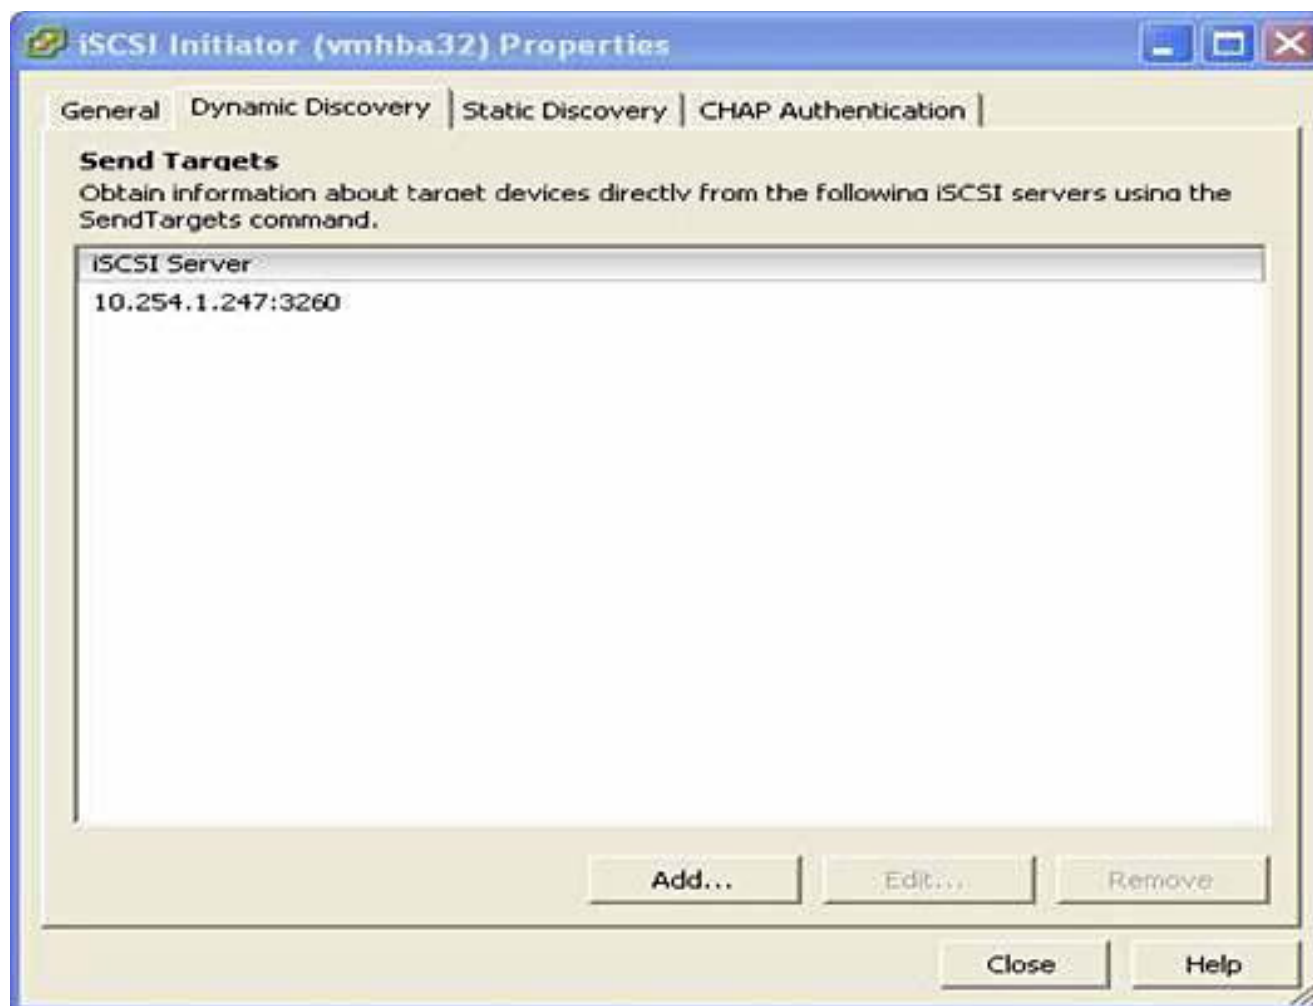 iSCSI Initiator (vmhba32) Properties
General Dynamic Discovery Static Discovery CHAP Authentication
Send Targets
Obtain information about target devices directly from the following iSCSI servers using the
SendTargets command.
iSCSI Server
10.254.1.247:3260
Add... Edit... Remove
Close Help